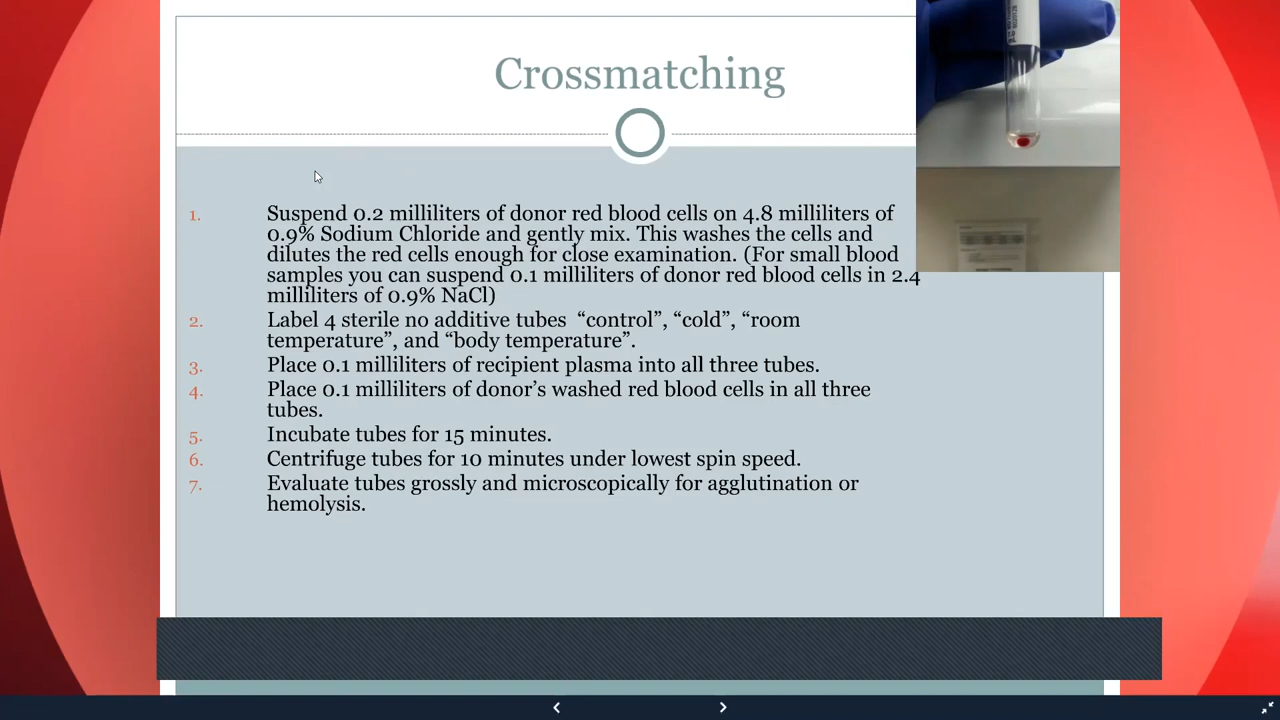 Crossmatching
1. Suspend 0.2 milliliters of donor red blood cells on 4.8 milliliters of
0.9% Sodium Chloride and gently mix. This washes the cells and
dilutes the red cells enough for close examination. (For small blood
samples you can suspend 0.1 milliliters of donor red blood cells in 2.4
milliliters of 0.9% NaCl)
2. Label 4 sterile no additive tubes “control”, “cold”, “room
temperature”, and “body temperature”.
3. Place 0.1 milliliters of recipient plasma into all three tubes.
4. Place 0.1 milliliters of donor’s washed red blood cells in all three
tubes.
5. Incubate tubes for 15 minutes.
6. Centrifuge tubes for 10 minutes under lowest spin speed.
7. Evaluate tubes grossly and microscopically for agglutination or
hemolysis.